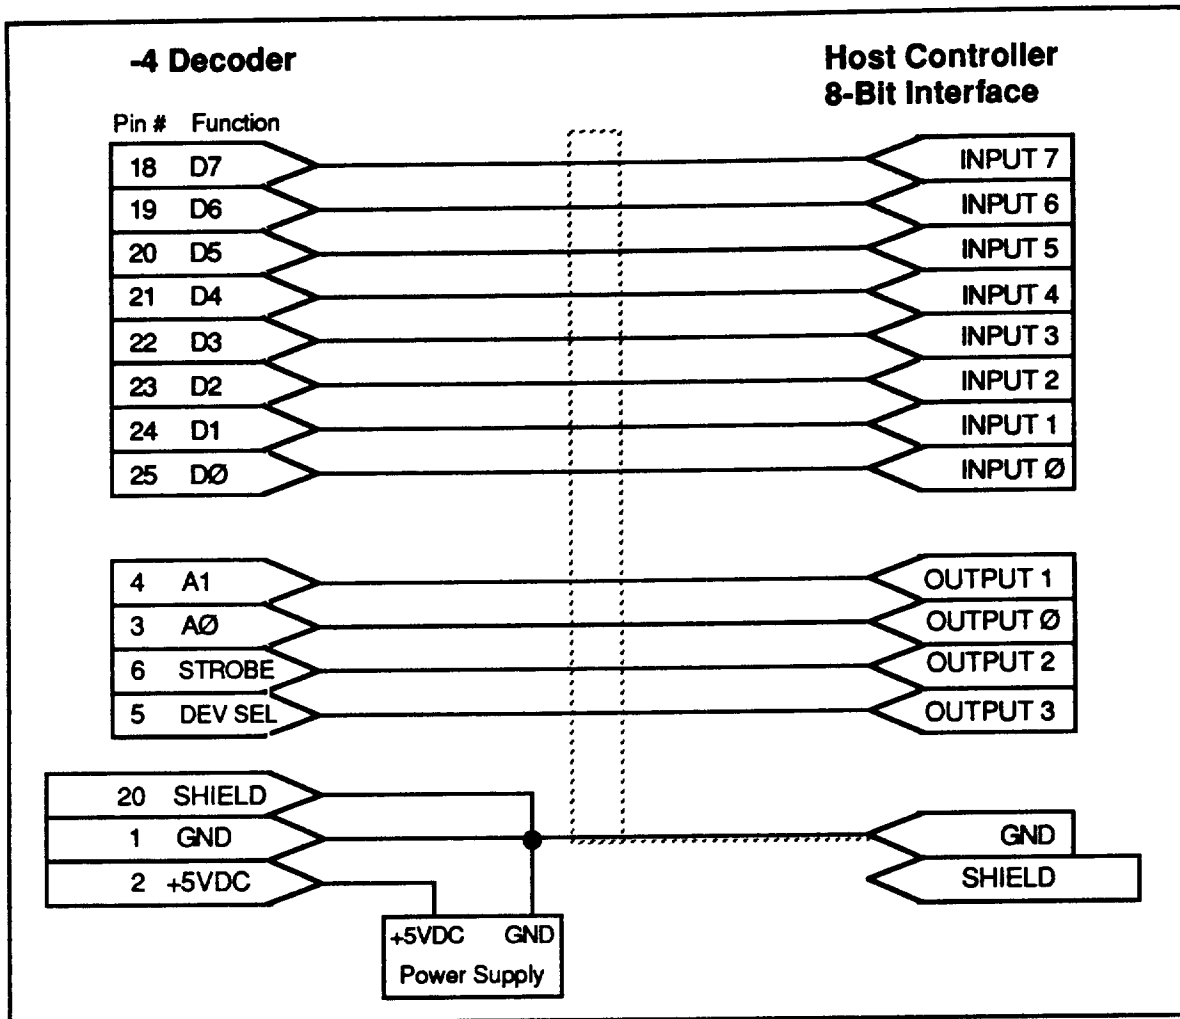 -4 Decoder
Host Controller
8-Bit Interface
Pin # Function
18 D7 INPUT 7
19 D6 INPUT 6
20 D5 INPUT 5
21 D4 INPUT 4
22 D3 INPUT 3
23 D2 INPUT 2
24 D1 INPUT 1
25 DØ INPUT Ø
4 A1 OUTPUT 1
3 AØ OUTPUT Ø
6 STROBE OUTPUT 2
5 DEV SEL OUTPUT 3
20 SHIELD
1 GND GND
2 +5VDC SHIELD
+5VDC GND
Power Supply